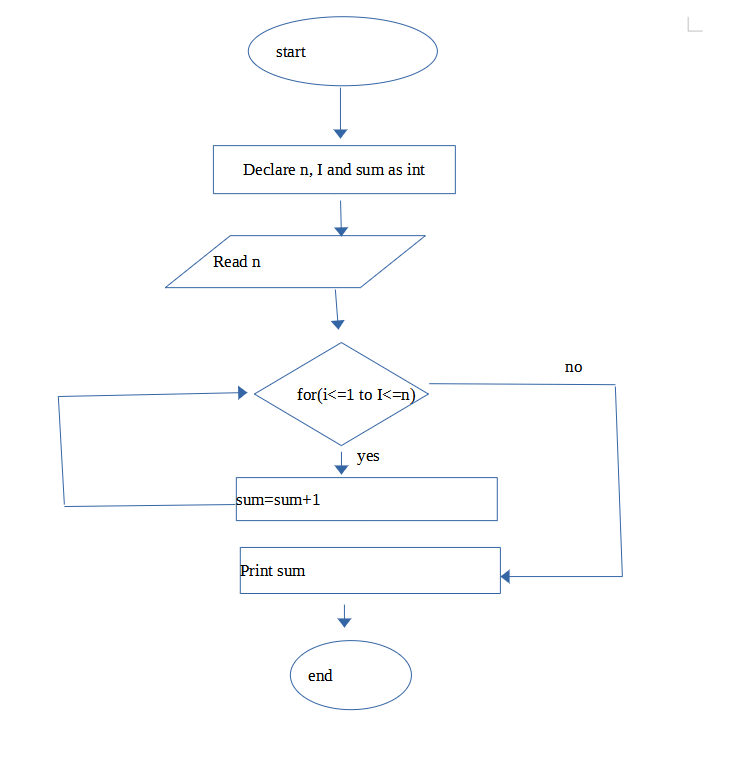 start
Declare n, I and sum as int
Read n
for(i<=1 to I<=n)
no
yes
sum=sum+1
Print sum
end